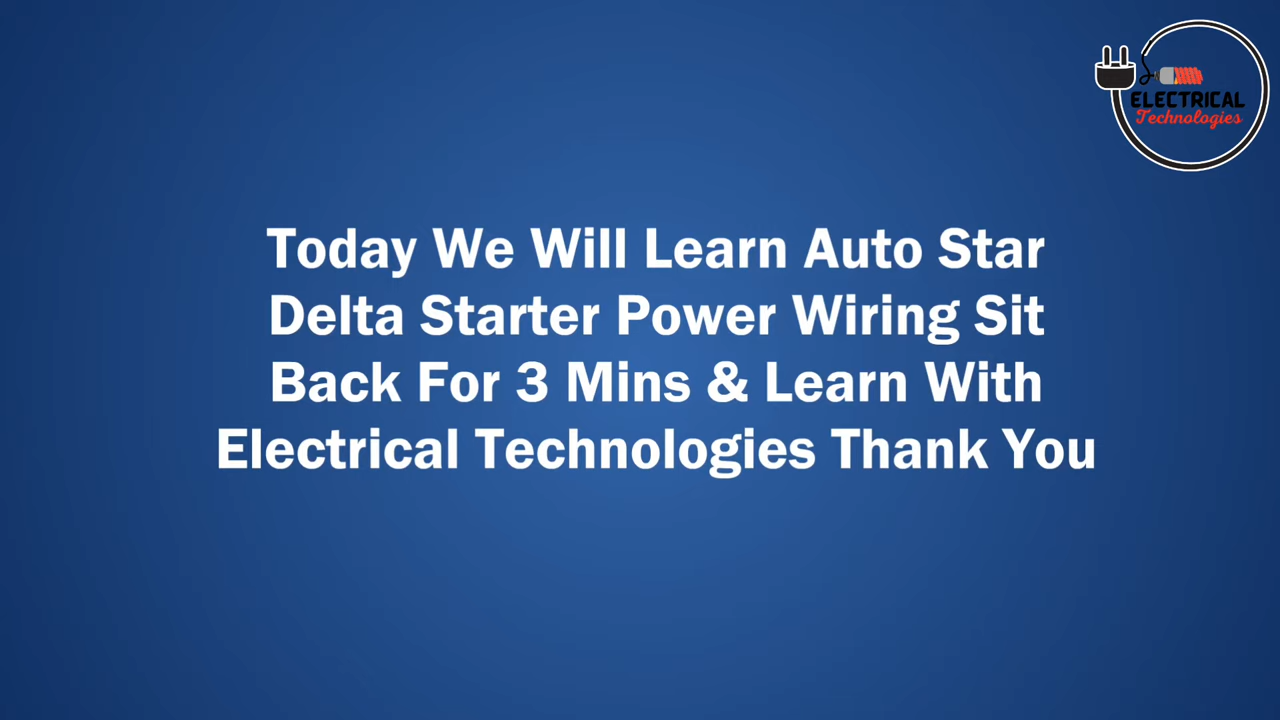 ELECTRICAL
Technologies
Today We Will Learn Auto Star
Delta Starter Power Wiring Sit
Back For 3 Mins & Learn With
Electrical Technologies Thank You